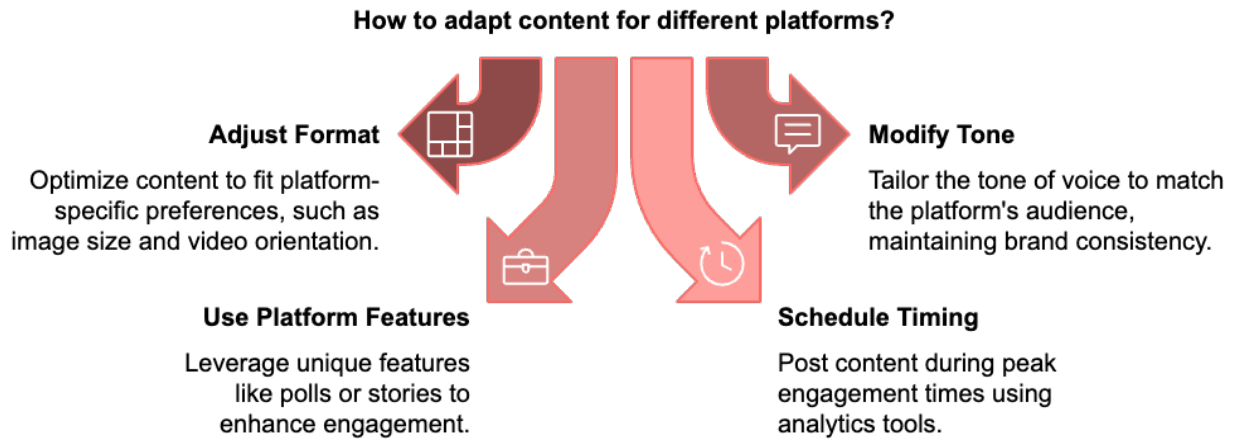 How to adapt content for different platforms?
Adjust Format
Optimize content to fit platform-
specific preferences, such as
image size and video orientation.
Modify Tone
Tailor the tone of voice to match
the platform's audience,
maintaining brand consistency.
Use Platform Features
Leverage unique features
like polls or stories to
enhance engagement.
Schedule Timing
Post content during peak
engagement times using
analytics tools.